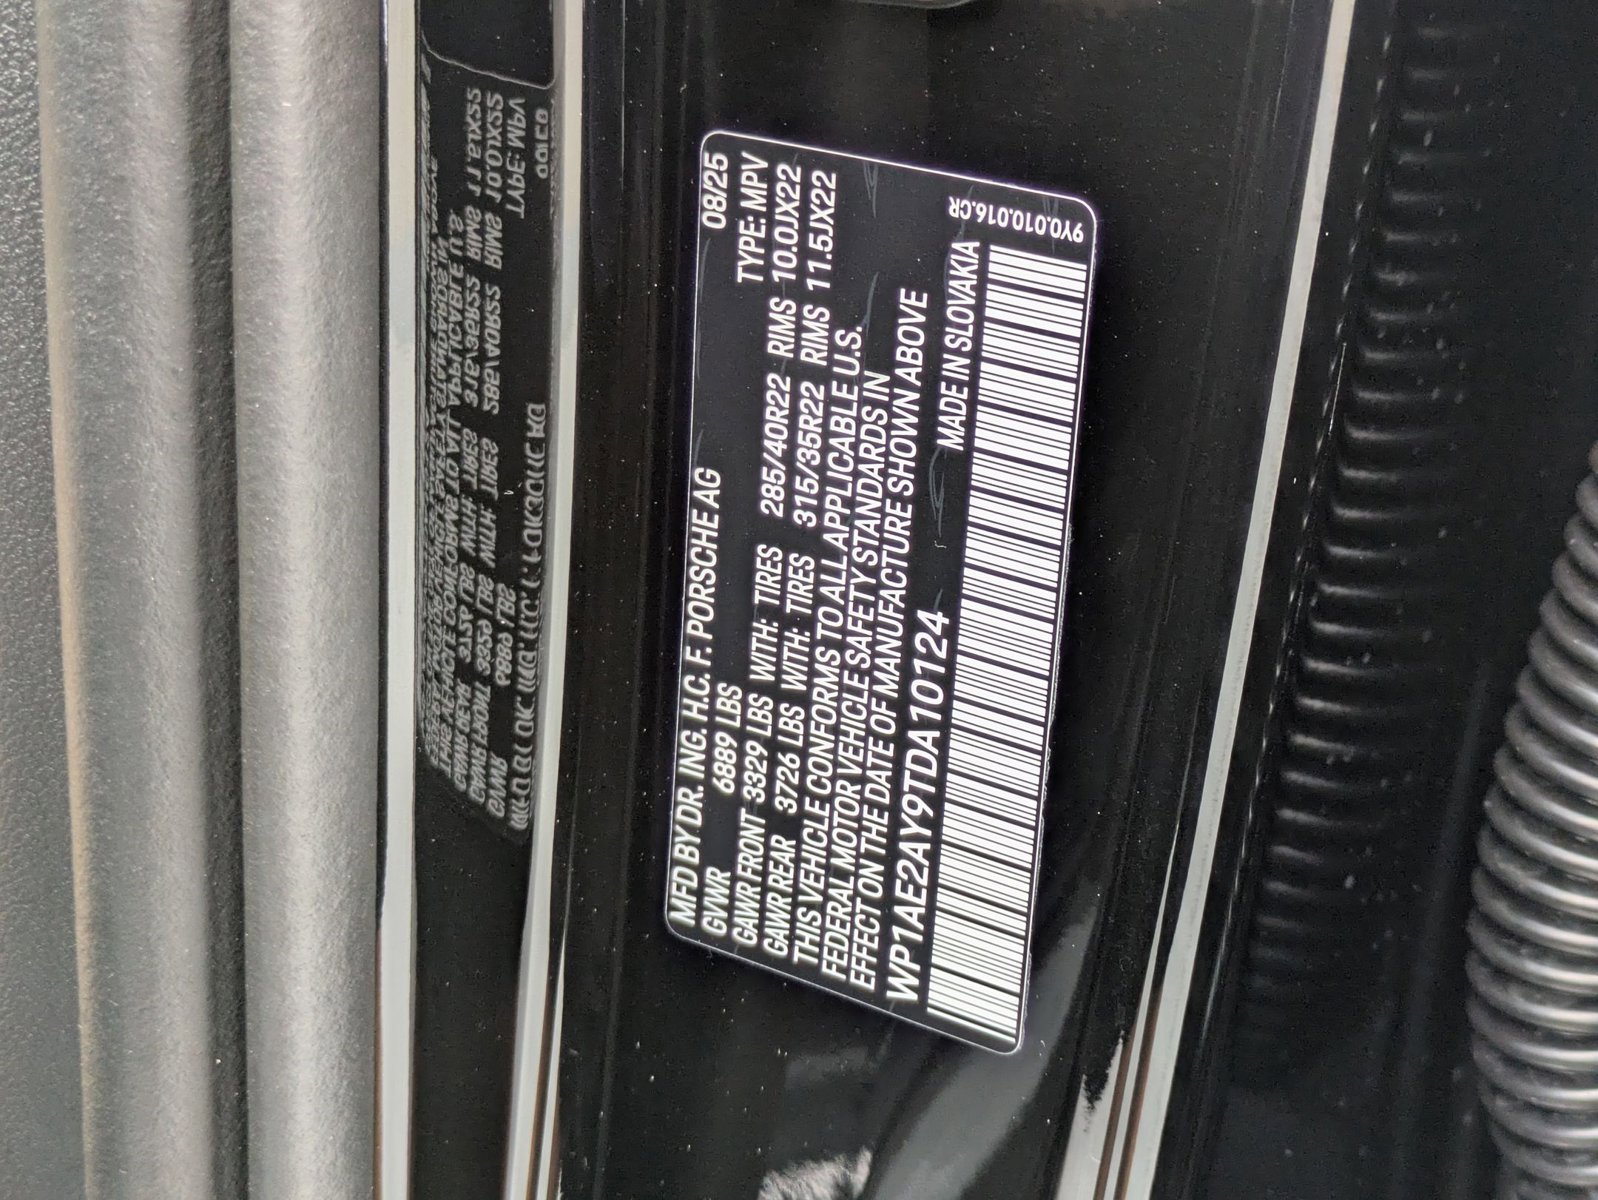 MFD BY DR. ING. H.C. F. PORSCHE AG 08/25
GVWR 6889 LBS TYPE: MPV
GAWR FRONT 3329 LBS WITH: TIRES 285/40R22 RIMS 10.0JX22
GAWR REAR 3726 LBS WITH: TIRES 315/35R22 RIMS 11.5JX22
THIS VEHICLE CONFORMS TO ALL APPLICABLE U.S.
FEDERAL MOTOR VEHICLE SAFETY STANDARDS IN
EFFECT ON THE DATE OF MANUFACTURE SHOWN ABOVE
WP1AE2AY9TDA10124 MADE IN SLOVAKIA
9Y0.010.016.CR